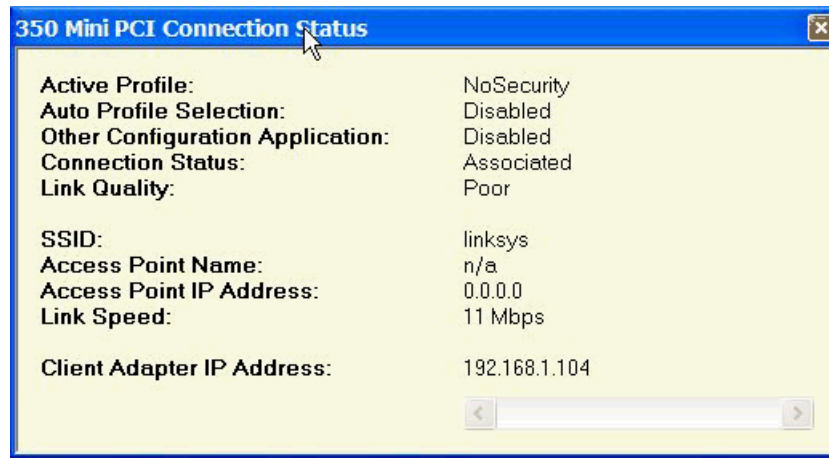 350 Mini PCI Connection Status
Active Profile: NoSecurity
Auto Profile Selection: Disabled
Other Configuration Application: Disabled
Connection Status: Associated
Link Quality: Poor
SSID: linksys
Access Point Name: n/a
Access Point IP Address: 0.0.0.0
Link Speed: 11 Mbps
Client Adapter IP Address: 192.168.1.104